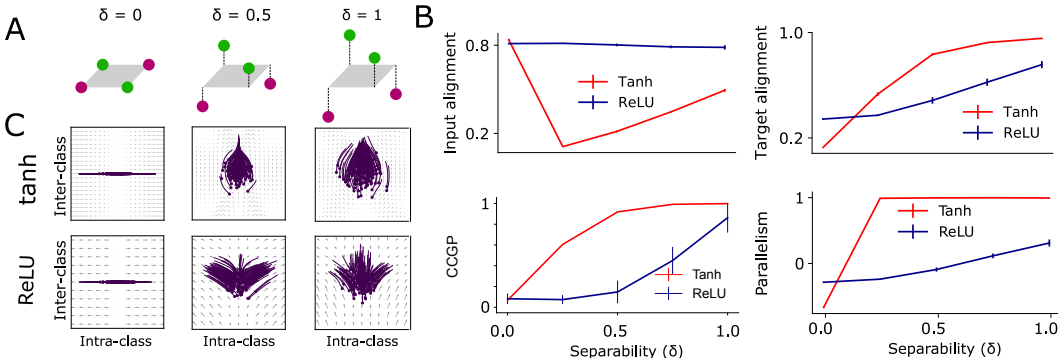 A
δ = 0
δ = 0.5
δ = 1
C
tanh
Inter-class
ReLU
Inter-class
Intra-class
Intra-class
Intra-class
B
Input alignment
0.8
0.2
Tanh
ReLU
Target alignment
1.0
0.2
Tanh
ReLU
CCGP
1
0
Tanh
ReLU
0.0
0.5
1.0
Separability (δ)
Parallelism
1
0
Tanh
ReLU
0.0
0.5
1.0
Separability (δ)